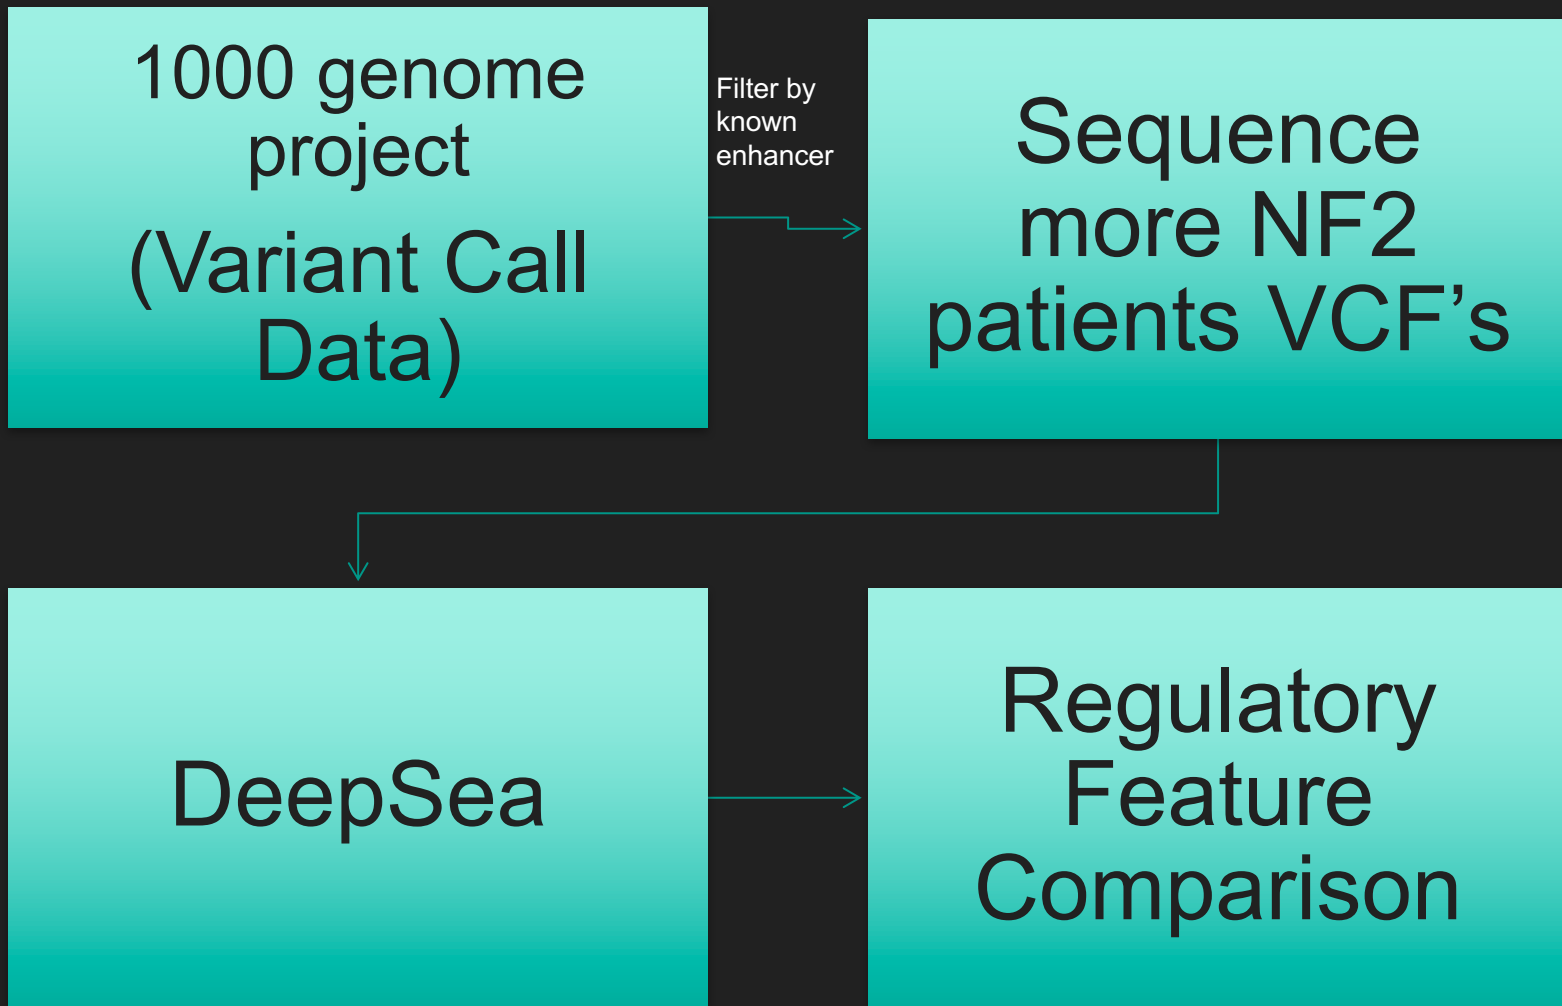 1000 genome
project
(Variant Call
Data)
Filter by
known
enhancer
Sequence
more NF2
patients VCF’s
DeepSea
Regulatory
Feature
Comparison